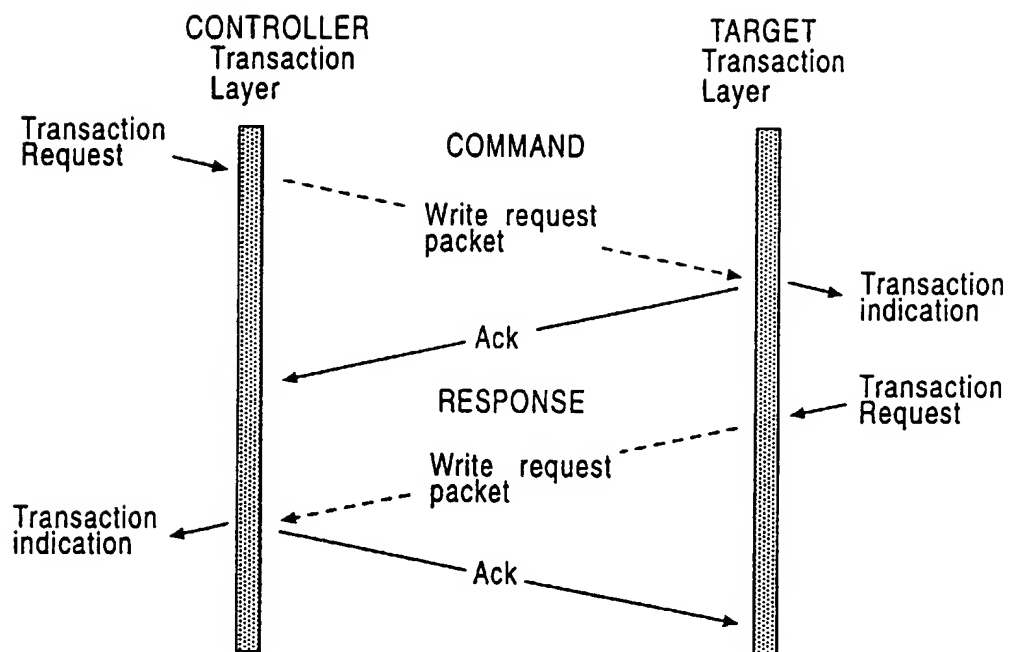 CONTROLLER
Transaction
Layer
TARGET
Transaction
Layer
Transaction
Request
COMMAND
Write request
packet
Transaction
indication
Ack
RESPONSE
Transaction
Request
Write request
packet
Transaction
indication
Ack